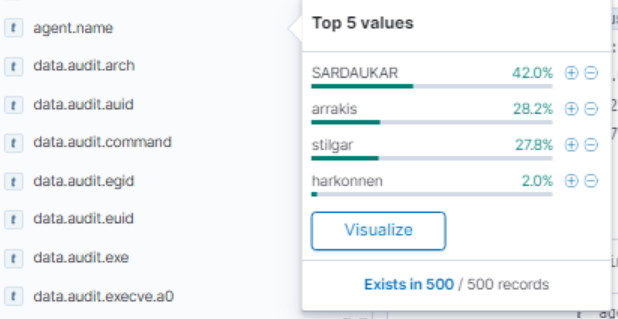 t agent.name
t data.audit.arch
t data.audit.auid
t data.audit.command
t data.audit.egid
t data.audit.euid
t data.audit.exe
t data.audit.execve.a0
Top 5 values
SARDAUKAR 42.0%
arrakis 28.2%
stilgar 27.8%
harkonnen 2.0%
Visualize
Exists in 500 / 500 records